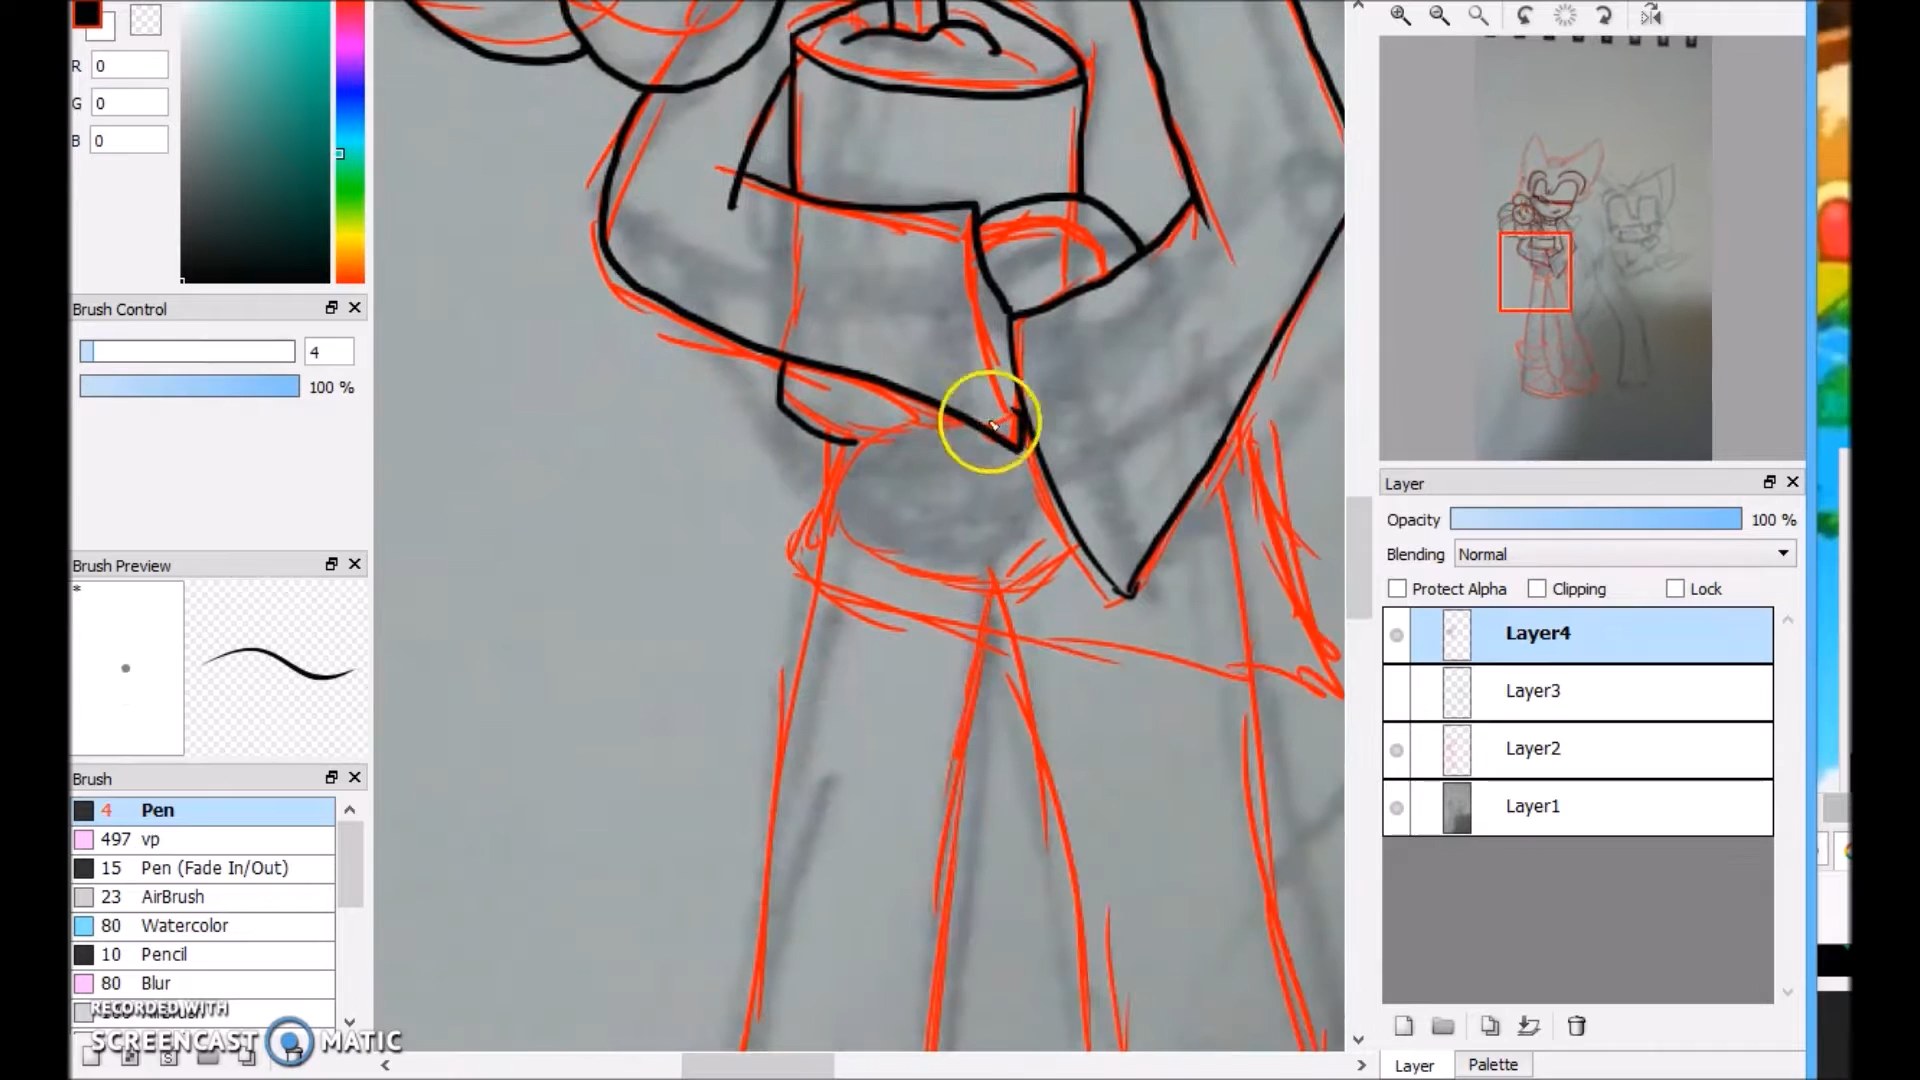 R 0
G 0
B 0
Brush Control
4
100 %
Brush Preview
*
Brush
4 Pen
497 vp
15 Pen (Fade In/Out)
23 AirBrush
80 Watercolor
10 Pencil
80 Blur
RECORDED WITH
SCREENCAST MATIC
Layer
Opacity 100 %
Blending Normal
Protect Alpha Clipping Lock
Layer4
Layer3
Layer2
Layer1
Layer Palette